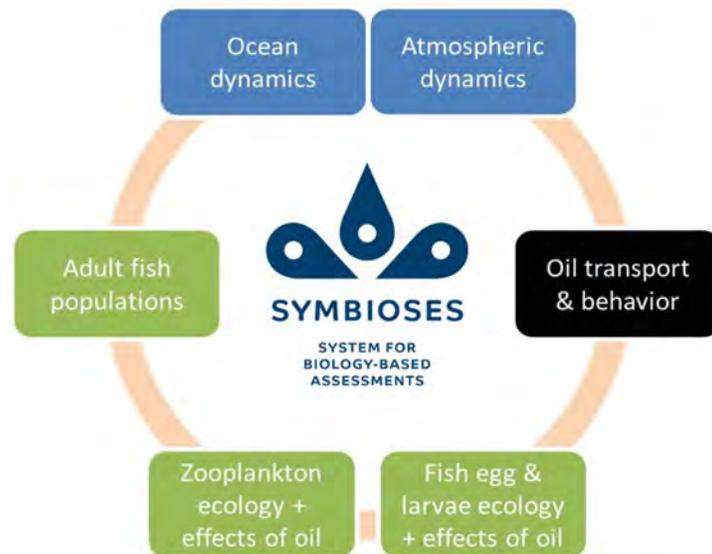 Ocean
dynamics
Atmospheric
dynamics
Adult fish
populations
Oil transport
& behavior
SYMBIOSES
SYSTEM FOR
BIOLOGY-BASED
ASSESSMENTS
Zooplankton
ecology +
effects of oil
Fish egg &
larvae ecology
+ effects of oil